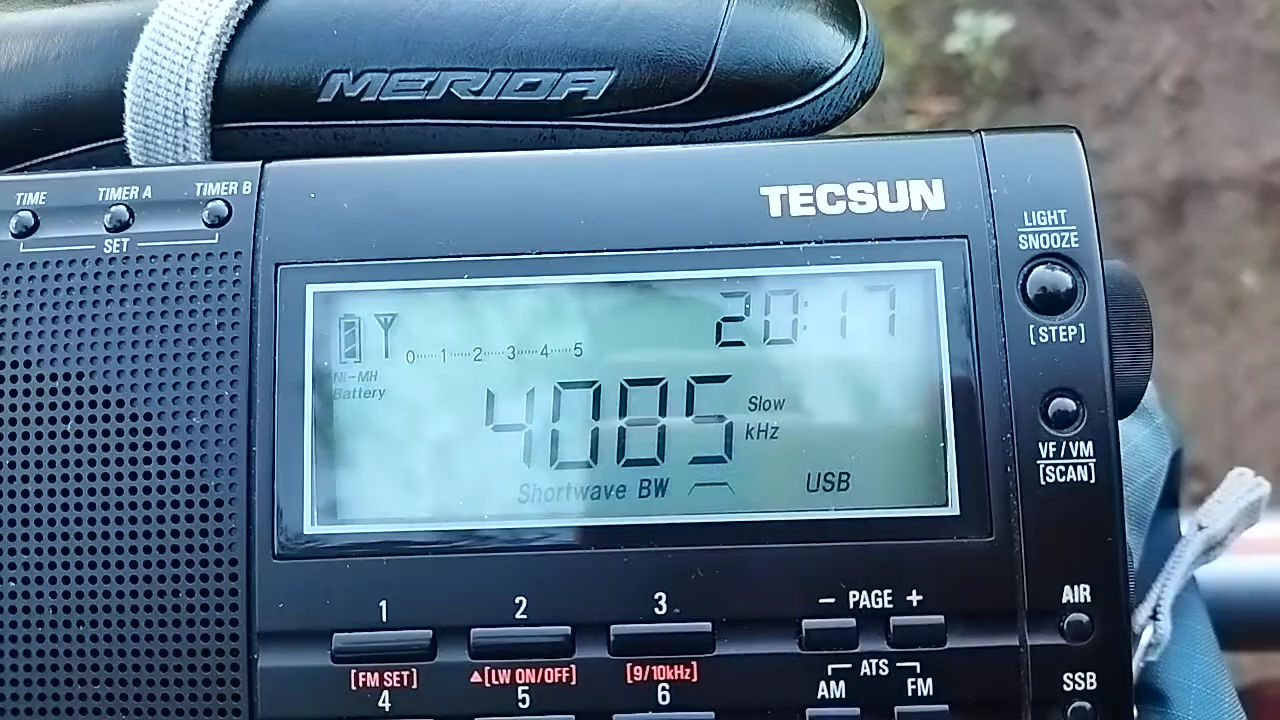 MERIDA
TECSUN
TIME
TIMER A
TIMER B
SET
LIGHT
SNOOZE
[STEP]
20:17
0 1 2 3 4 5
Ni-MH
Battery
4085
Slow
kHz
Shortwave BW
USB
VF / VM
[SCAN]
1 2 3
- PAGE +
AIR
[FM SET]
▲[LW ON/OFF]
[9/10kHz]
ATS
AM FM
SSB
4 5 6